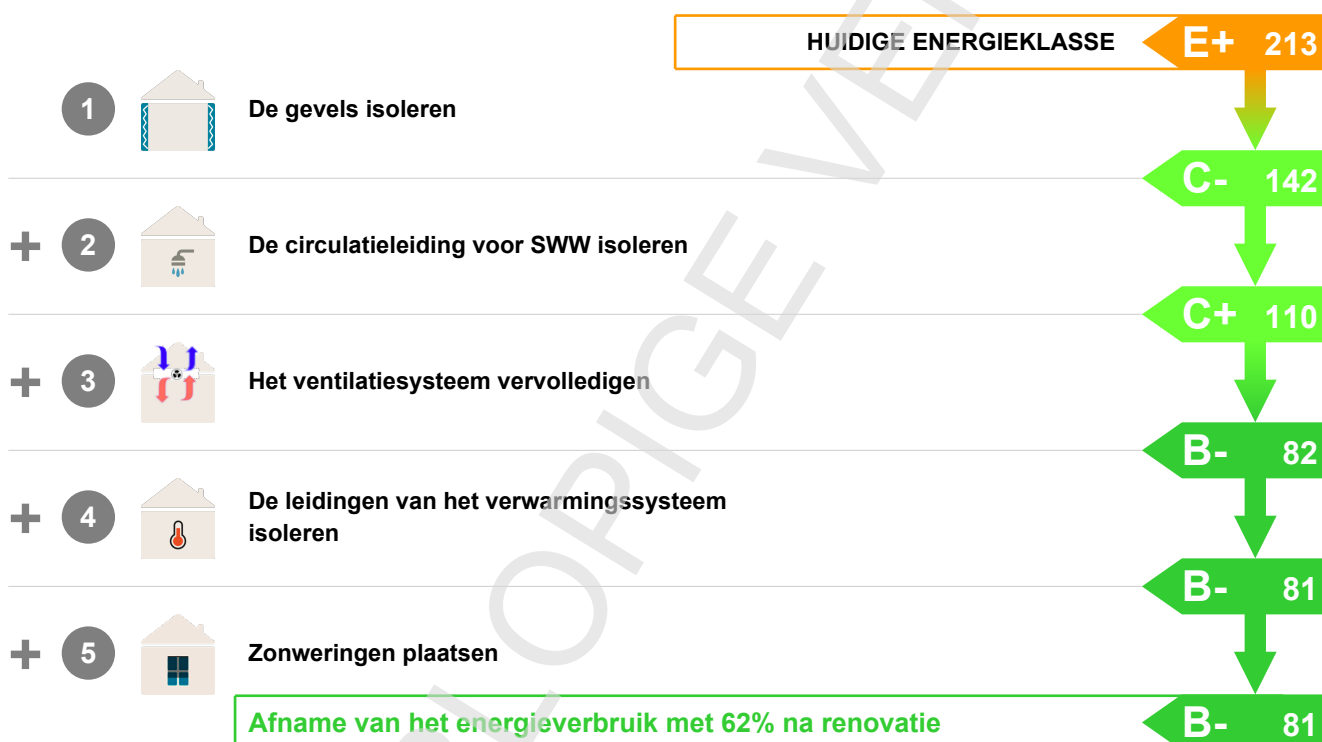 HUIDIGE ENERGIEKLASSE E+ 213
1 De gevels isoleren
C- 142
+ 2 De circulatieleiding voor SWW isoleren
C+ 110
+ 3 Het ventilatiesysteem vervolledigen
B- 82
+ 4 De leidingen van het verwarmingssysteem
isoleren
B- 81
+ 5 Zonweringen plaatsen
Afname van het energieverbruik met 62% na renovatie B- 81
LOPIGE